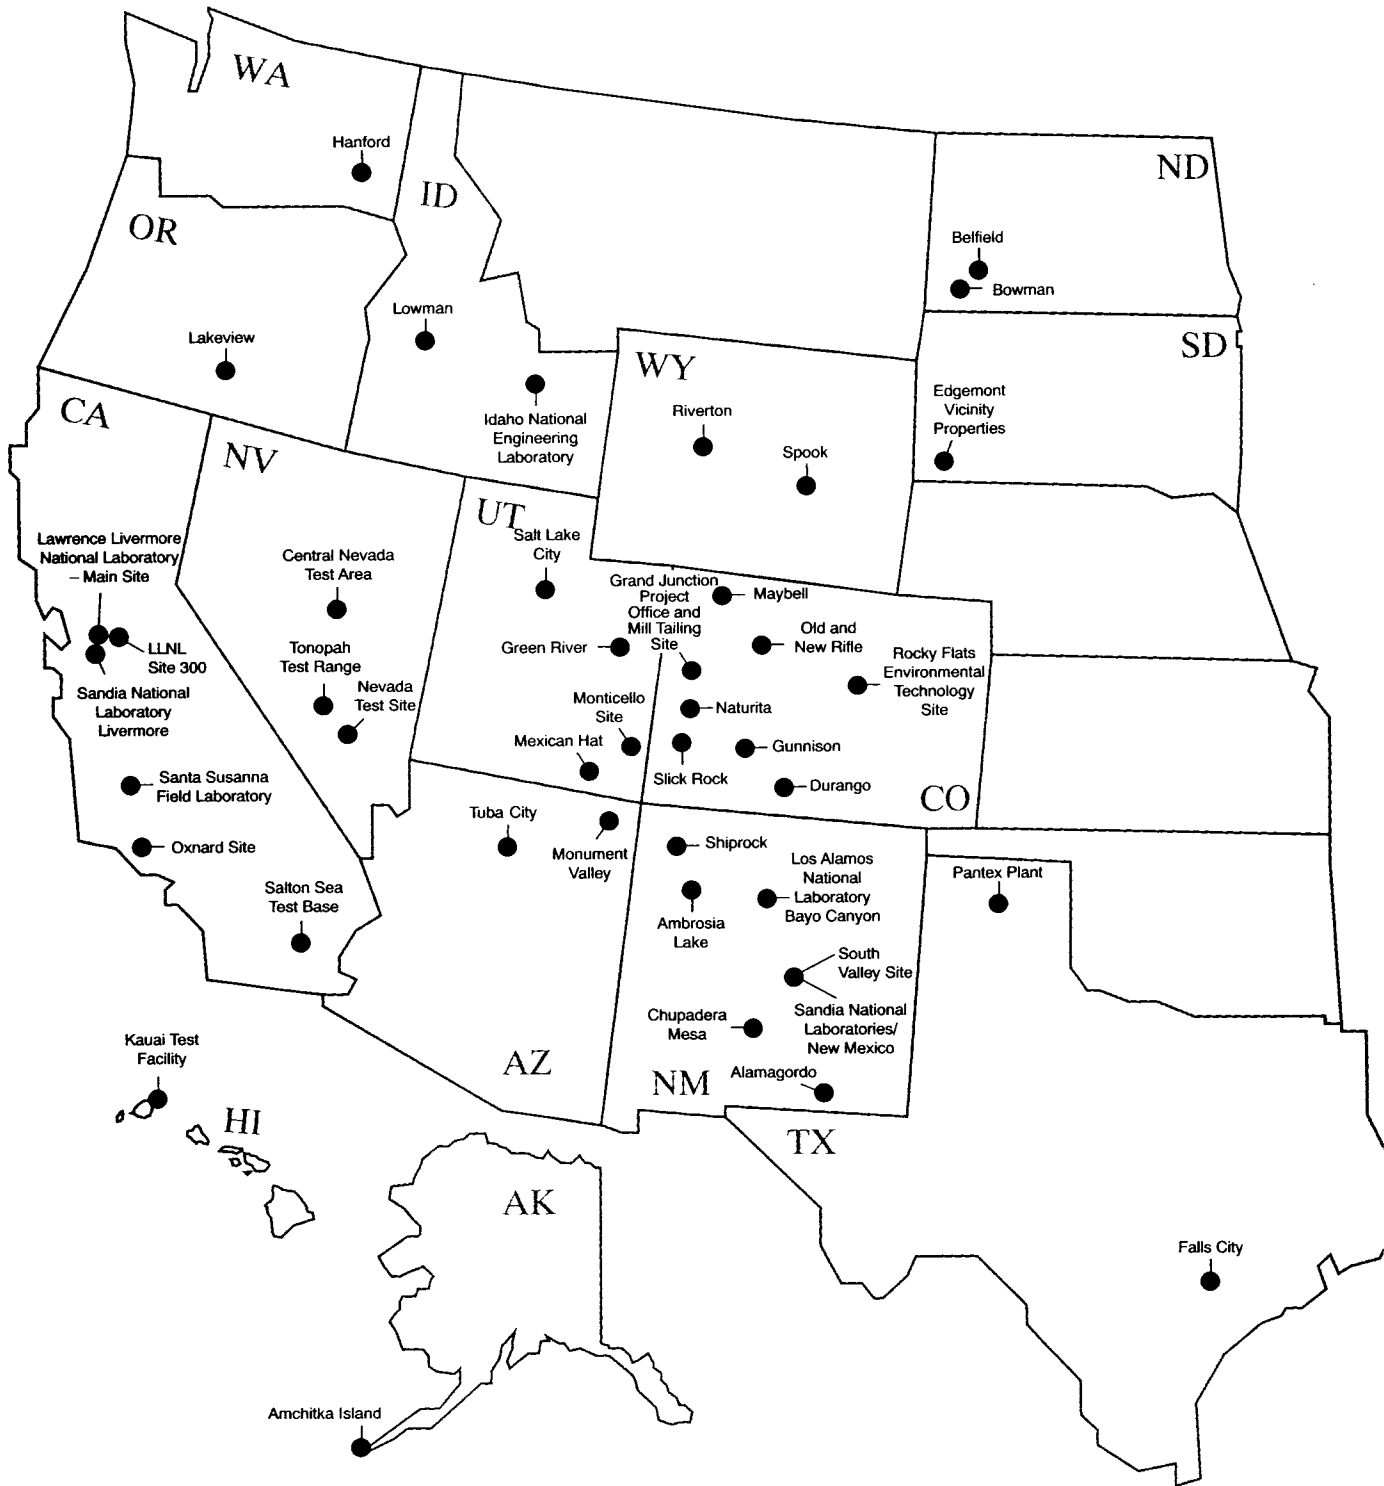 WA
Hanford
ID
ND
OR
Belfield
Bowman
Lowman
Lakeview
SD
WY
CA
Edgemont
Vicinity
Properties
Riverton
Idaho National
Engineering
Laboratory
NV
Spook
UT
Salt Lake
City
Lawrence Livermore
National Laboratory
– Main Site
Central Nevada
Test Area
Grand Junction
Project
Office and
Mill Tailing
Site
Maybell
LLNL
Site 300
Tonopah
Test Range
Green River
Old and
New Rifle
Rocky Flats
Environmental
Technology
Site
Sandia National
Laboratory
Livermore
Nevada
Test Site
Monticello
Site
Naturita
Mexican Hat
Gunnison
Slick Rock
Santa Susanna
Field Laboratory
Durango
CO
Tuba City
Oxnard Site
Monument
Valley
Shiprock
Los Alamos
National
Laboratory
Bayo Canyon
Pantex Plant
Salton Sea
Test Base
Ambrosia
Lake
South
Valley Site
Chupadera
Mesa
Sandia National
Laboratories/
New Mexico
Kauai Test
Facility
AZ
NM
Alamagordo
HI
TX
AK
Falls City
Amchitka Island